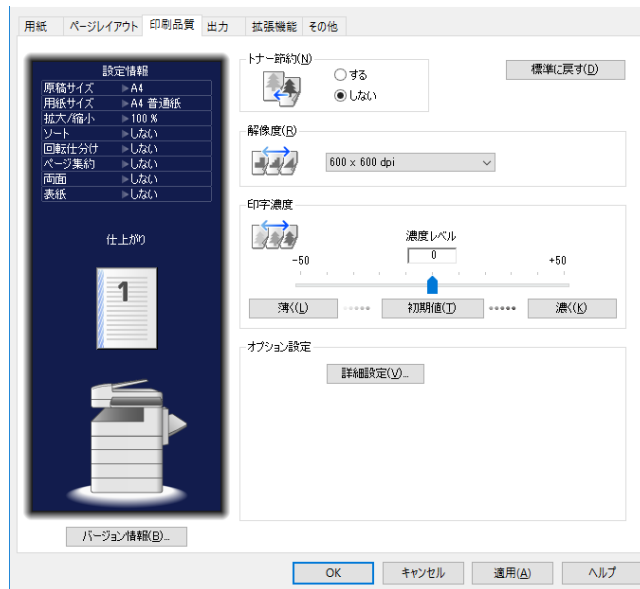 用紙 ページレイアウト 印刷品質 出力 拡張機能 その他
設定情報
原稿サイズ ▶A4
用紙サイズ ▶A4 普通紙
拡大/縮小 ▶100 %
ソート ▶しない
回転仕分け ▶しない
ページ集約 ▶しない
両面 ▶しない
表紙 ▶しない
仕上がり
1
バージョン情報(B)...
トナー節約(N)
する
しない
標準に戻す(D)
解像度(R)
600 x 600 dpi
印字濃度
濃度レベル
-50 0 +50
薄く(L) 初期値(T) 濃く(K)
オプション設定
詳細設定(V)...
OK キャンセル 適用(A) ヘルプ